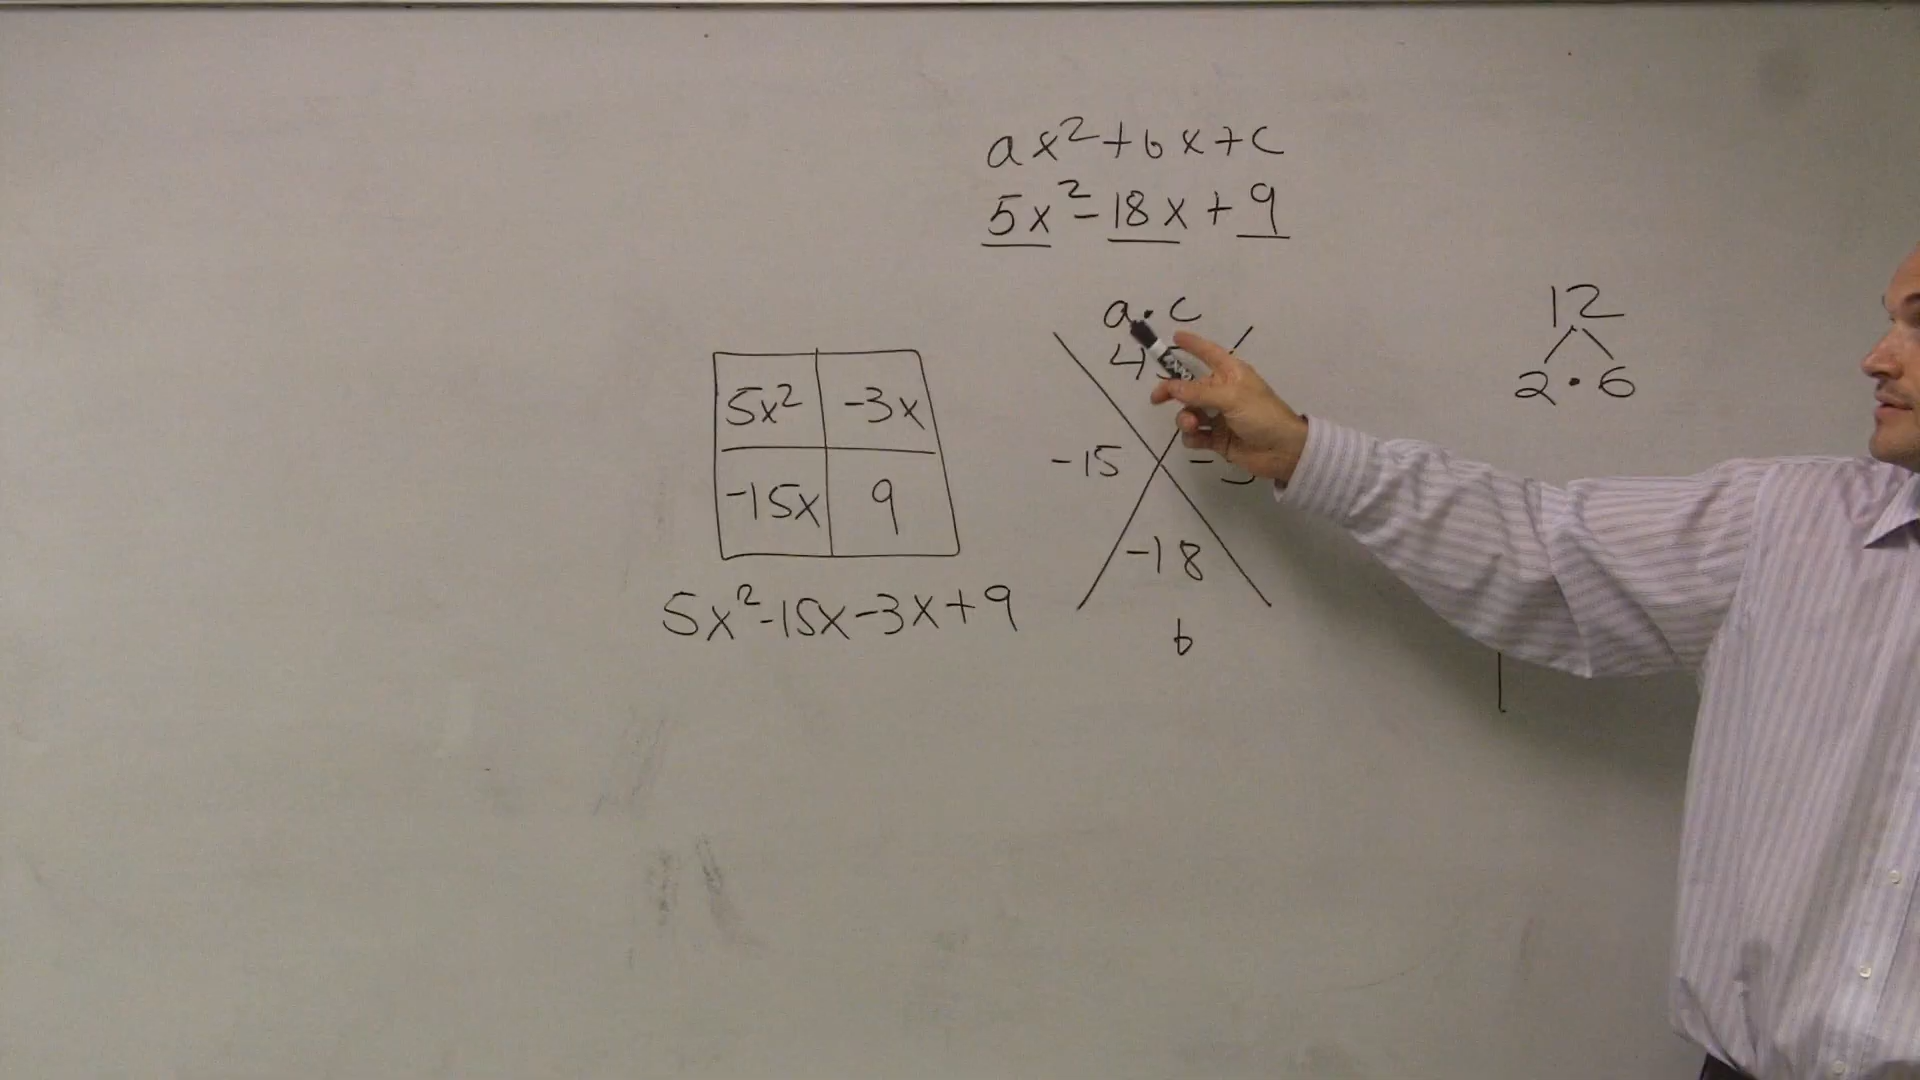 ax²+bx+c
5x²-18x+9
a·c
12
2·6
5x² -3x
-15x 9
-15
-18
b
5x²-15x-3x+9